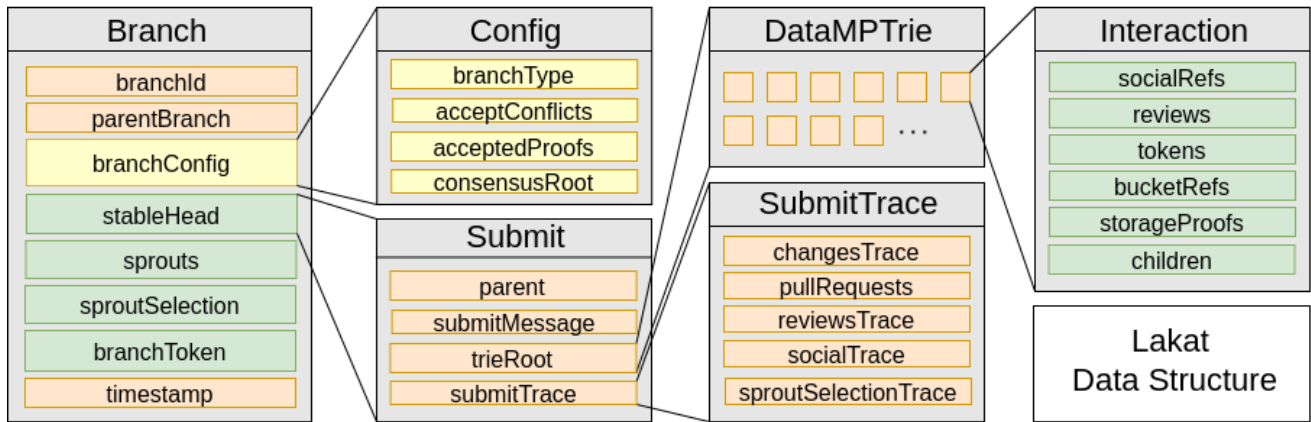 Branch
branchId
parentBranch
branchConfig
stableHead
sprouts
sproutSelection
branchToken
timestamp
Config
branchType
acceptConflicts
acceptedProofs
consensusRoot
Submit
parent
submitMessage
trieRoot
submitTrace
DataMPTrie
...
SubmitTrace
changesTrace
pullRequests
reviewsTrace
socialTrace
sproutSelectionTrace
Interaction
socialRefs
reviews
tokens
bucketRefs
storageProofs
children
Lakat
Data Structure